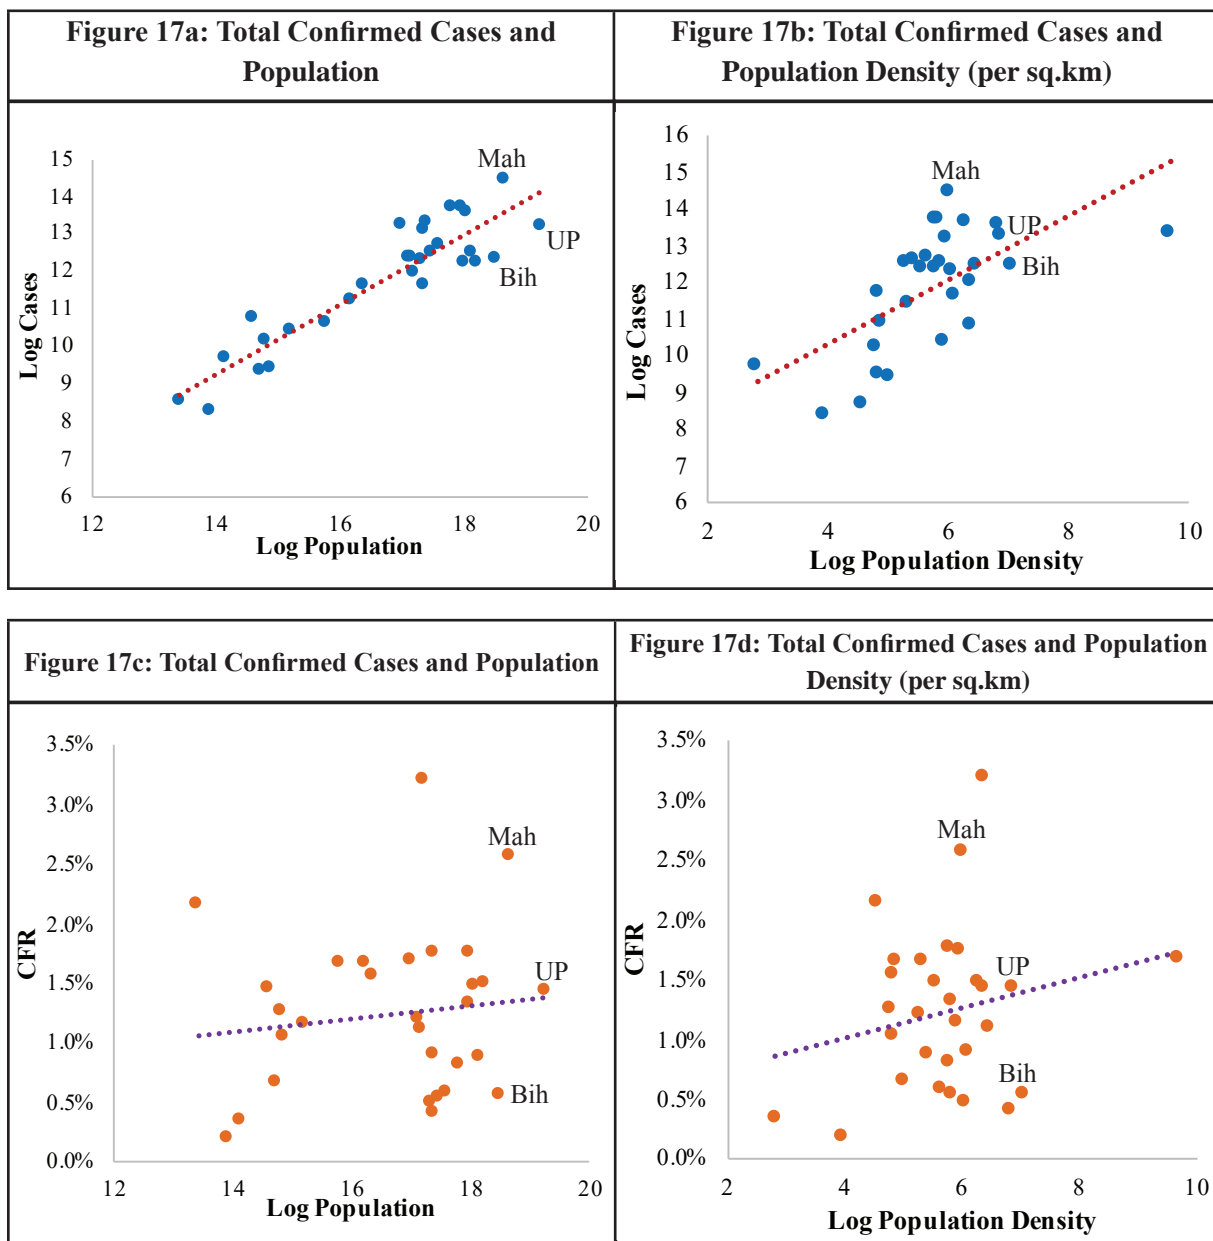 Figure 17a: Total Confirmed Cases and
Population
Figure 17b: Total Confirmed Cases and
Population Density (per sq.km)
15
14
13
12
11
10
9
8
7
6
Log Cases
Mah
UP
Bih
12
14
16
18
20
Log Population
16
15
14
13
12
11
10
9
8
7
6
Log Cases
Mah
UP
Bih
2
4
6
8
10
Log Population Density
Figure 17c: Total Confirmed Cases and Population
Figure 17d: Total Confirmed Cases and Population
Density (per sq.km)
3.5%
3.0%
2.5%
2.0%
1.5%
1.0%
0.5%
0.0%
CFR
Mah
UP
Bih
12
14
16
18
20
Log Population
3.5%
3.0%
2.5%
2.0%
1.5%
1.0%
0.5%
0.0%
CFR
Mah
UP
Bih
2
4
6
8
10
Log Population Density